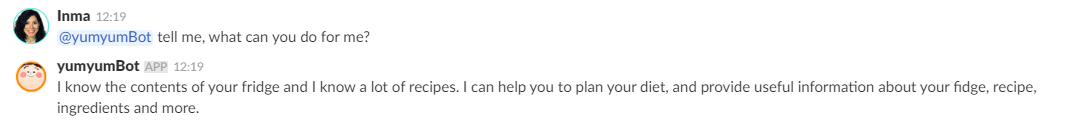 Inma 12:19
@yumyumBot tell me, what can you do for me?
yumyumBot APP 12:19
I know the contents of your fridge and I know a lot of recipes. I can help you to plan your diet, and provide useful information about your fidge, recipe,
ingredients and more.